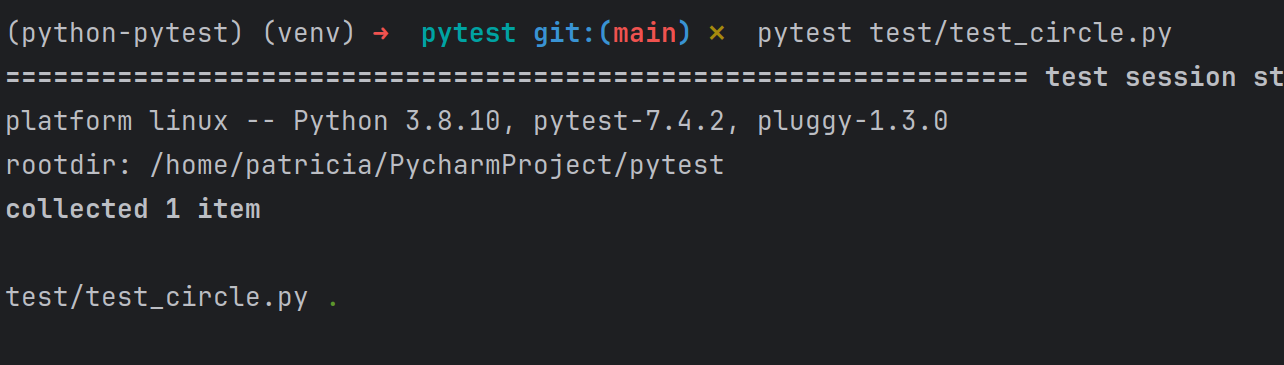 (python-pytest) (venv) → pytest git:(main) × pytest test/test_circle.py
=============================================================== test session st
platform linux -- Python 3.8.10, pytest-7.4.2, pluggy-1.3.0
rootdir: /home/patricia/PycharmProject/pytest
collected 1 item
test/test_circle.py .